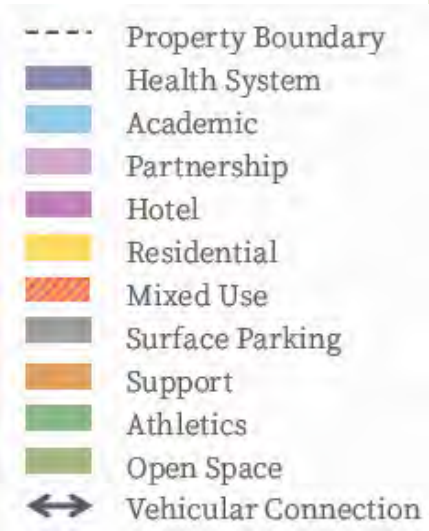 Property Boundary
Health System
Academic
Partnership
Hotel
Residential
Mixed Use
Surface Parking
Support
Athletics
Open Space
Vehicular Connection